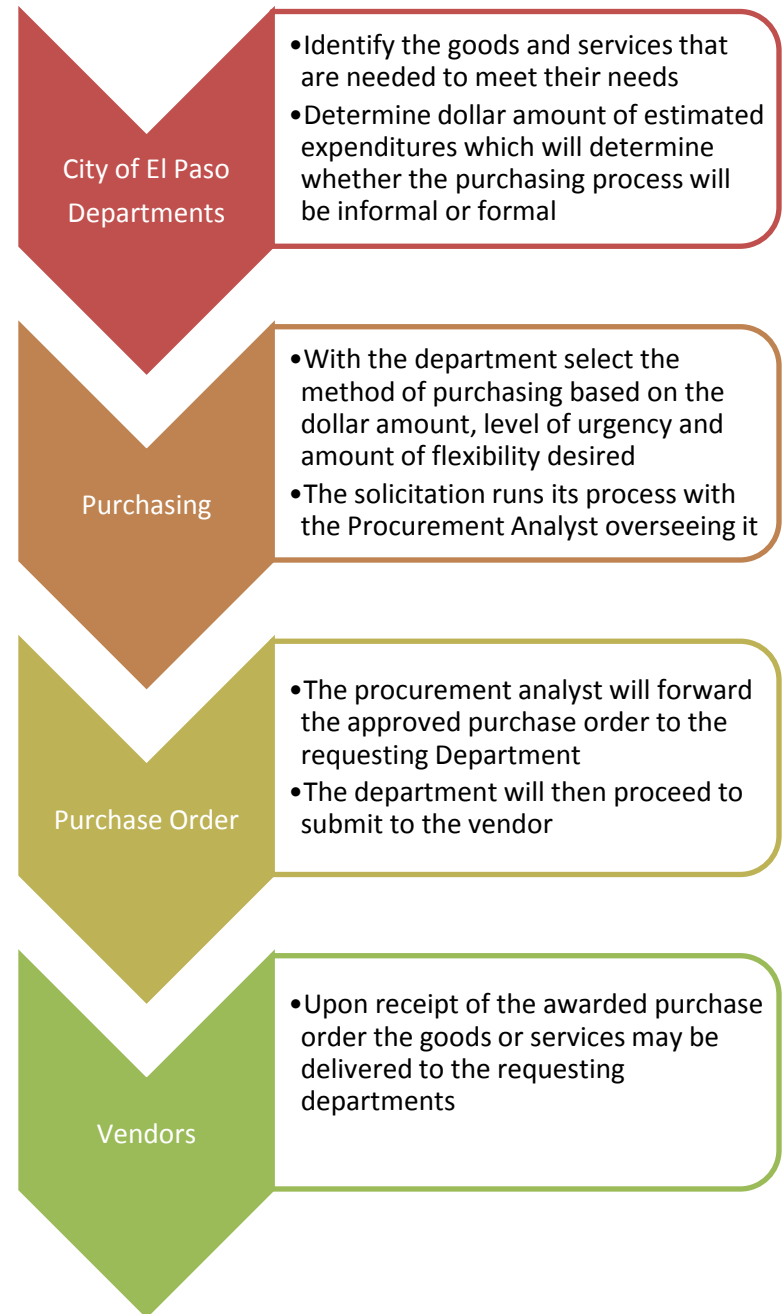 City of El Paso
Departments
•Identify the goods and services that
are needed to meet their needs
•Determine dollar amount of estimated
expenditures which will determine
whether the purchasing process will
be informal or formal
Purchasing
•With the department select the
method of purchasing based on the
dollar amount, level of urgency and
amount of flexibility desired
•The solicitation runs its process with
the Procurement Analyst overseeing it
Purchase Order
•The procurement analyst will forward
the approved purchase order to the
requesting Department
•The department will then proceed to
submit to the vendor
Vendors
•Upon receipt of the awarded purchase
order the goods or services may be
delivered to the requesting
departments